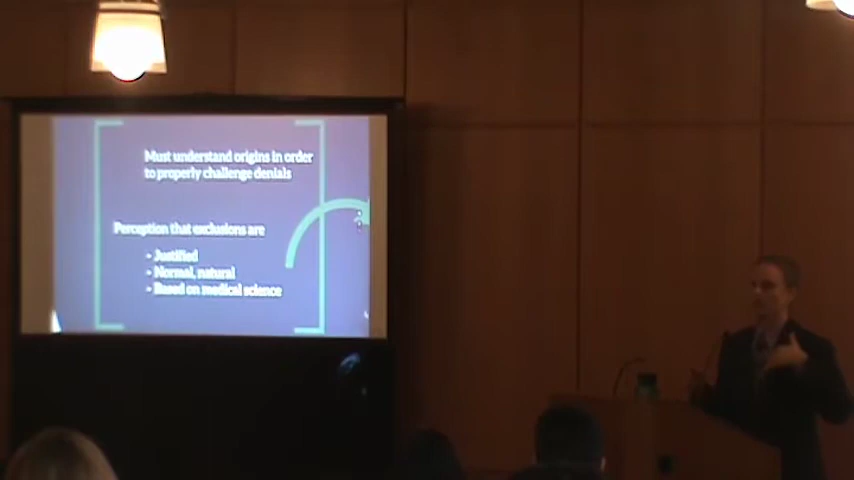 Must understand origins in order
to properly challenge denials
Perception that exclusions are
- Justified
- Normal, natural
- Based on medical science